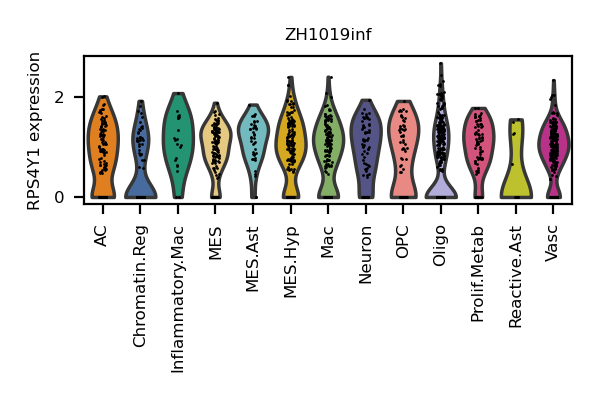 ZH1019inf
RPS4Y1 expression
2
0
AC
Chromatin.Reg
Inflammatory.Mac
MES
MES.Ast
MES.Hyp
Mac
Neuron
OPC
Oligo
Prolif.Metab
Reactive.Ast
Vasc